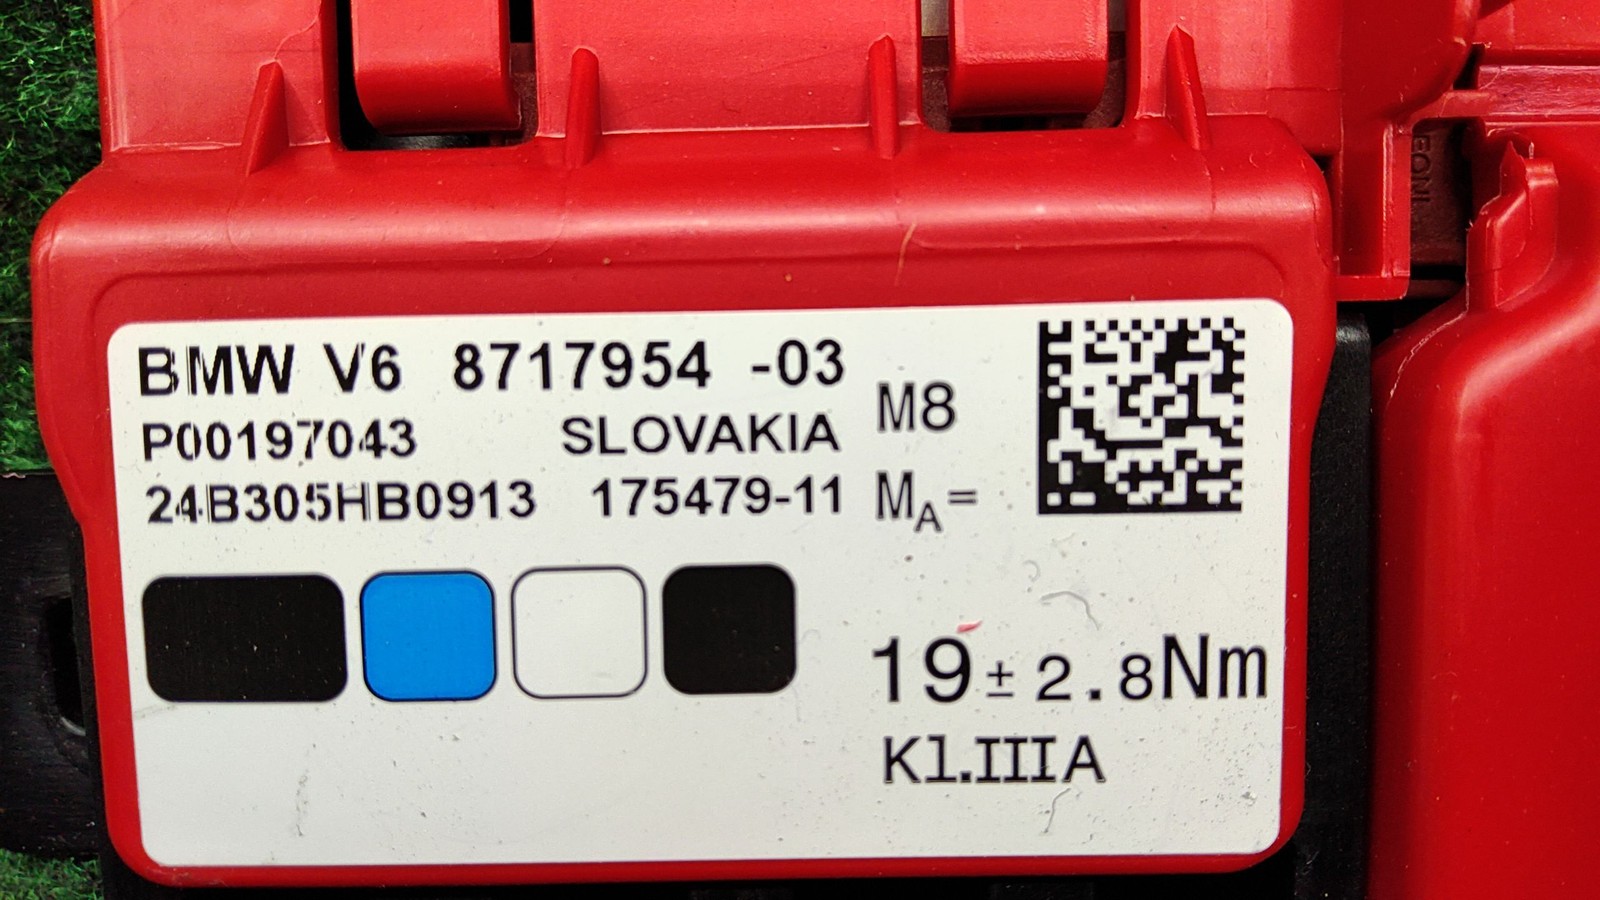 BMW V6 8717954 -03
P00197043 SLOVAKIA
24B305HB0913 175479-11
M8
MA=
19 ± 2.8Nm
Kl.IIIA